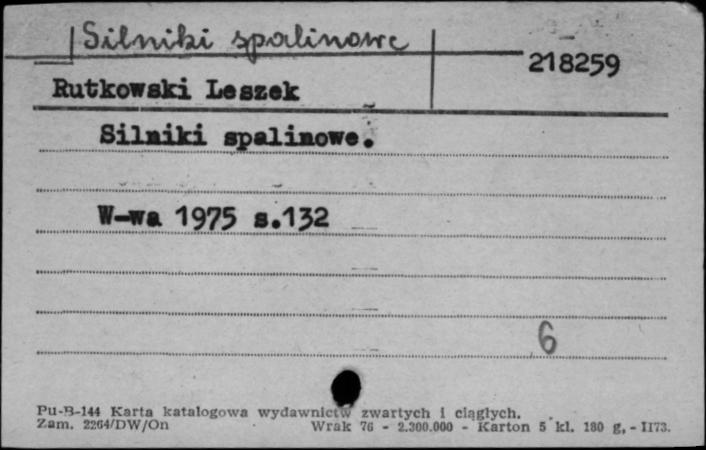 Silniki spalinowe
218259
Rutkowski Leszek
Silniki spalinowe.
W-wa 1975 s.132
6
Pu-B-144 Karta katalogowa wydawnictw zwartych i ciągłych.
Zam. 2264/DW/On Wrak 76 - 2.300.000 - Karton 5 kl. 180 g, - II73.